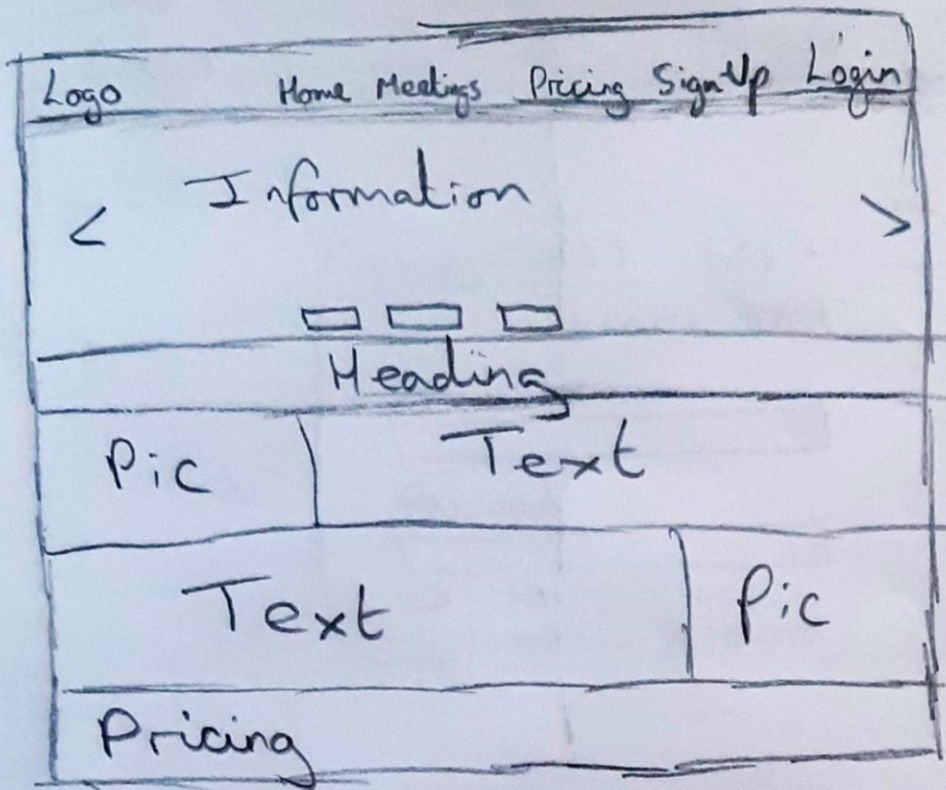 Logo Home Meetings Pricing SignUp Login
Information
< >
Heading
Pic Text
Text Pic
Pricing